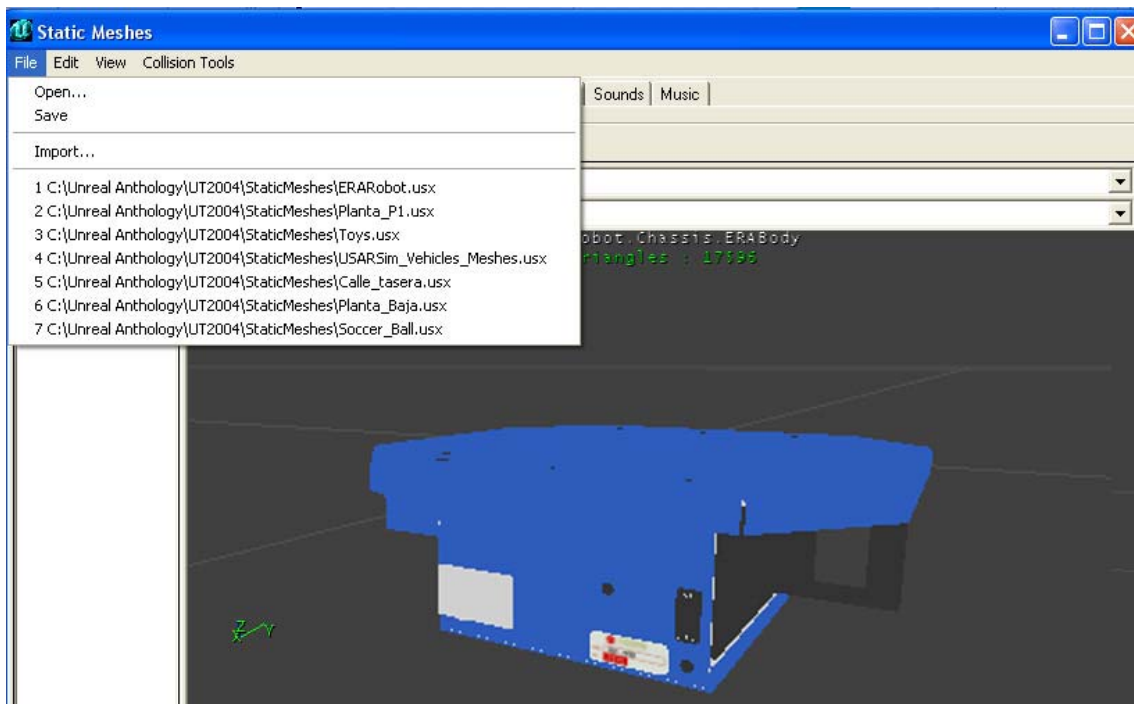 Static Meshes
File Edit View Collision Tools
Open...
Save
Import...
1 C:\Unreal Anthology\UT2004\StaticMeshes\ERARobot.usx
2 C:\Unreal Anthology\UT2004\StaticMeshes\Planta_P1.usx
3 C:\Unreal Anthology\UT2004\StaticMeshes\Toys.usx
4 C:\Unreal Anthology\UT2004\StaticMeshes\USARSim_Vehicles_Meshes.usx
5 C:\Unreal Anthology\UT2004\StaticMeshes\Calle_tasera.usx
6 C:\Unreal Anthology\UT2004\StaticMeshes\Planta_Baja.usx
7 C:\Unreal Anthology\UT2004\StaticMeshes\Soccer_Ball.usx
Sounds Music
obot.Chassis.ERABody
riangles : 17596
Z Y